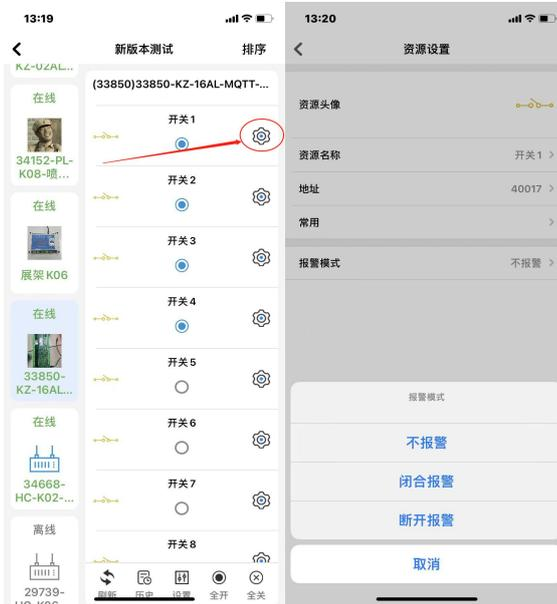 13:19
新版本测试
排序
KZ-02AL...
在线
34152-PL-
K08-喷...
在线
展架K06
在线
33850-
KZ-16AL...
在线
34668-
HC-K02-...
离线
29739-
(33850)33850-KZ-16AL-MQTT-...
开关1
开关2
开关3
开关4
开关5
开关6
开关7
开关8
刷新
历史
设置
全开
全关
13:20
资源设置
资源头像
资源名称
开关1
地址
40017
常用
报警模式
不报警
报警模式
不报警
闭合报警
断开报警
取消